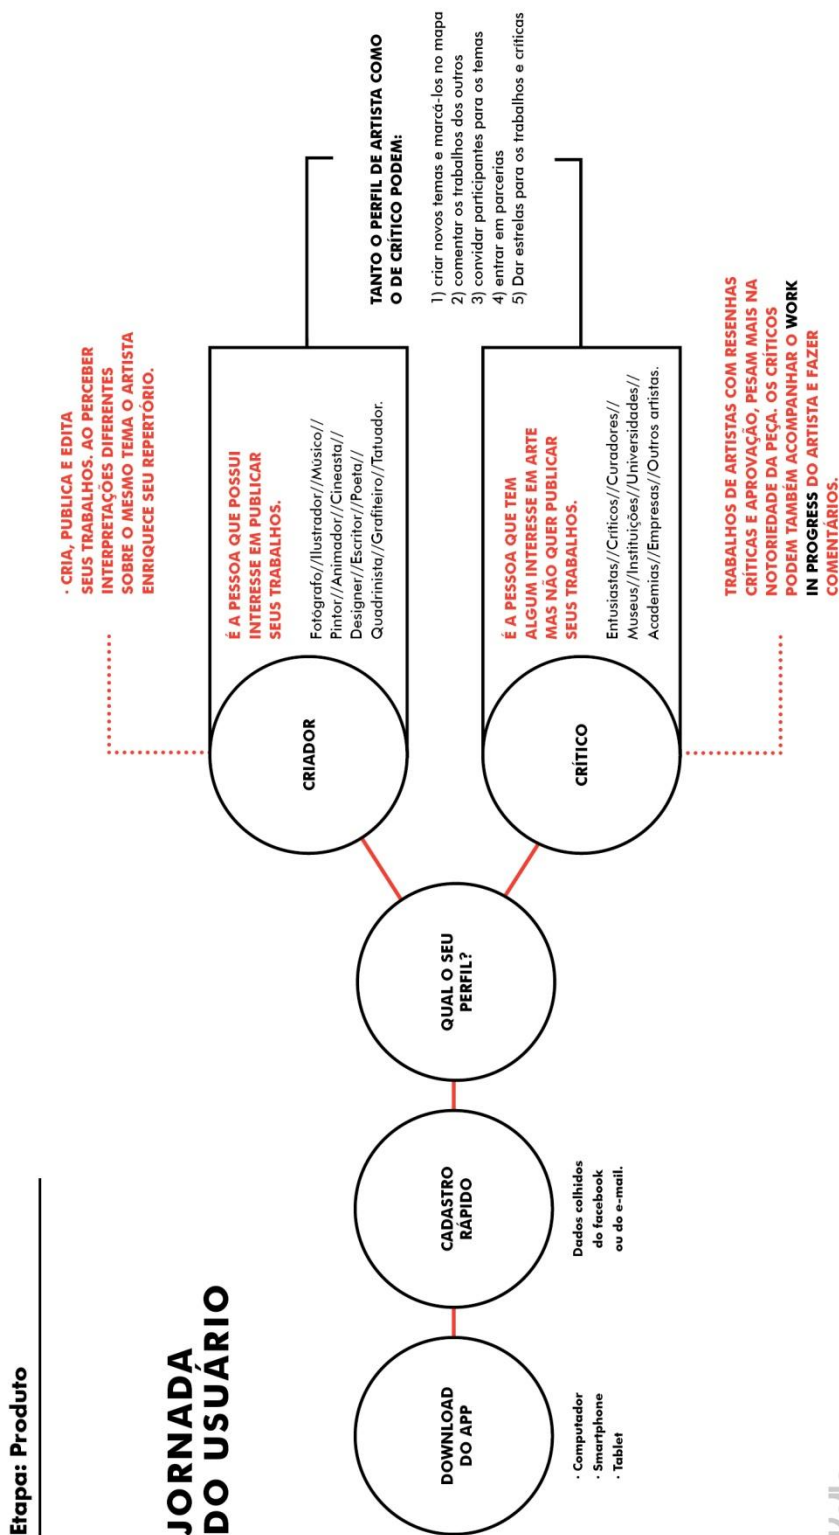 Etapa: Produto
JORNADA
DO USUÁRIO
DOWNLOAD
DO APP
· Computador
· Smartphone
· Tablet
CADASTRO
RÁPIDO
Dados colhidos
do facebook
ou do e-mail.
QUAL O SEU
PERFIL?
CRIADOR
É A PESSOA QUE POSSUI
INTERESSE EM PUBLICAR
SEUS TRABALHOS.
Fotógrafo//Ilustrador//Músico//
Pintor//Animador//Cineasta//
Designer//Escritor//Poeta//
Quadrinista//Grafiteiro//Tatuador.
· CRIA, PUBLICA E EDITA
SEUS TRABALHOS. AO PERCEBER
INTERPRETAÇÕES DIFERENTES
SOBRE O MESMO TEMA O ARTISTA
ENRIQUECE SEU REPERTÓRIO.
CRÍTICO
É A PESSOA QUE TEM
ALGUM INTERESSE EM ARTE
MAS NÃO QUER PUBLICAR
SEUS TRABALHOS.
Entusiastas//Críticos//Curadores//
Museus//Instituições//Universidades//
Academias//Empresas//Outros artistas.
TRABALHOS DE ARTISTAS COM RESENHAS
CRÍTICAS E APROVAÇÃO, PESAM MAIS NA
NOTORIEDADE DA PEÇA. OS CRÍTICOS
PODEM TAMBÉM ACOMPANHAR O WORK
IN PROGRESS DO ARTISTA E FAZER
COMENTÁRIOS.
TANTO O PERFIL DE ARTISTA COMO
O DE CRÍTICO PODEM:
1) criar novos temas e marcá-los no mapa
2) comentar os trabalhos dos outros
3) convidar participantes para os temas
4) entrar em parcerias
5) Dar estrelas para os trabalhos e críticas